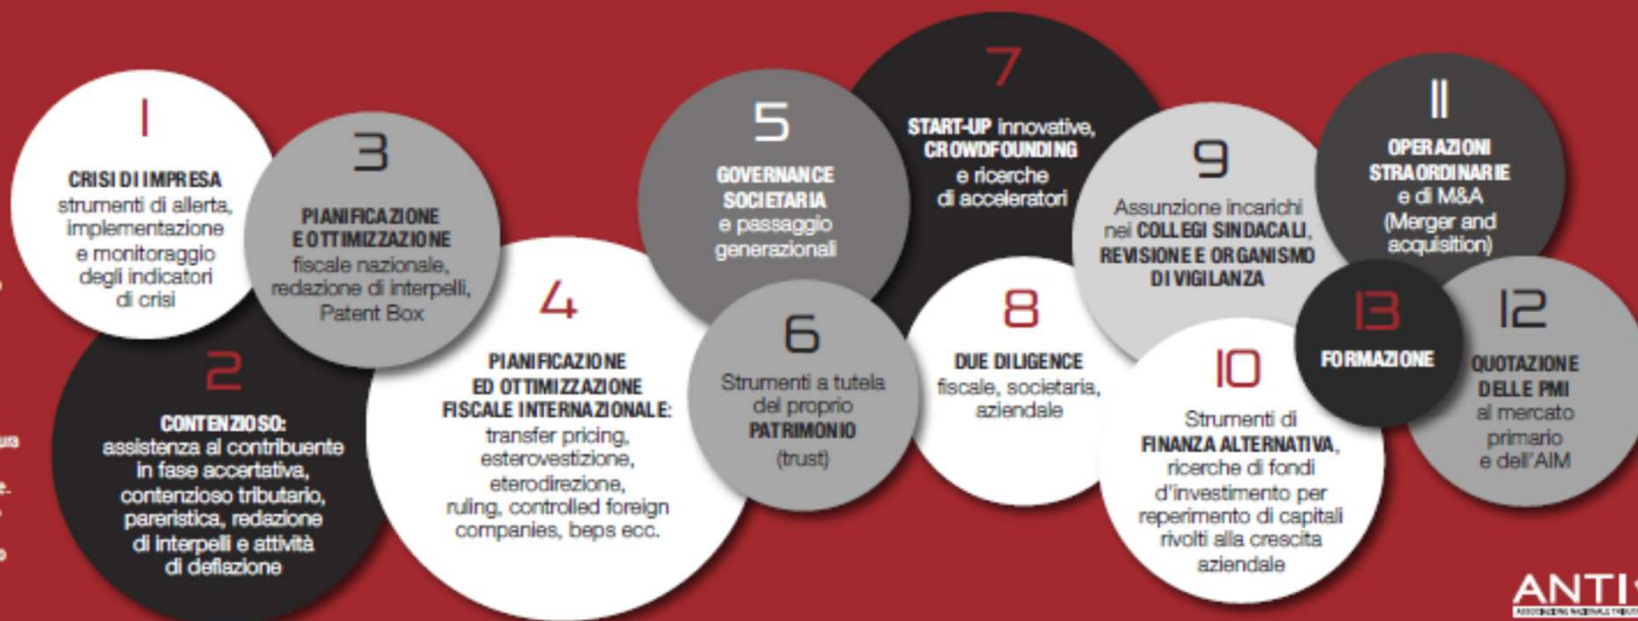 1
CRISI DI IMPRESA
strumenti di allerta,
implementazione
e monitoraggio
degli indicatori
di crisi
2
CONTENZIOSO:
assistenza al contribuente
in fase accertativa,
contenzioso tributario,
pareristica, redazione
di interpelli e attività
di deflazione
3
PIANIFICAZIONE
E OTTIMIZZAZIONE
fiscale nazionale,
redazione di interpelli,
Patent Box
4
PIANIFICAZIONE
ED OTTIMIZZAZIONE
FISCALE INTERNAZIONALE:
transfer pricing,
esterovestizione,
eterodirezione,
ruling, controlled foreign
companies, beps ecc.
5
GOVERNANCE
SOCIETARIA
e passaggio
generazionali
6
Strumenti a tutela
del proprio
PATRIMONIO
(trust)
7
START-UP innovative,
CROWDFOUNDING
e ricerche
di acceleratori
8
DUE DILIGENCE
fiscale, societaria,
aziendale
9
Assunzione incarichi
nei COLLEGI SINDACALI,
REVISIONE E ORGANISMO
DI VIGILANZA
10
Strumenti di
FINANZA ALTERNATIVA,
ricerche di fondi
d'investimento per
reperimento di capitali
rivolti alla crescita
aziendale
11
OPERAZIONI
STRAORDINARIE
e di M&A
(Merger and
acquisition)
12
QUOTAZIONE
DELLE PMI
al mercato
primario
e dell'AIM
13
FORMAZIONE
ANTI
ASSOCIAZIONE NAZIONALE